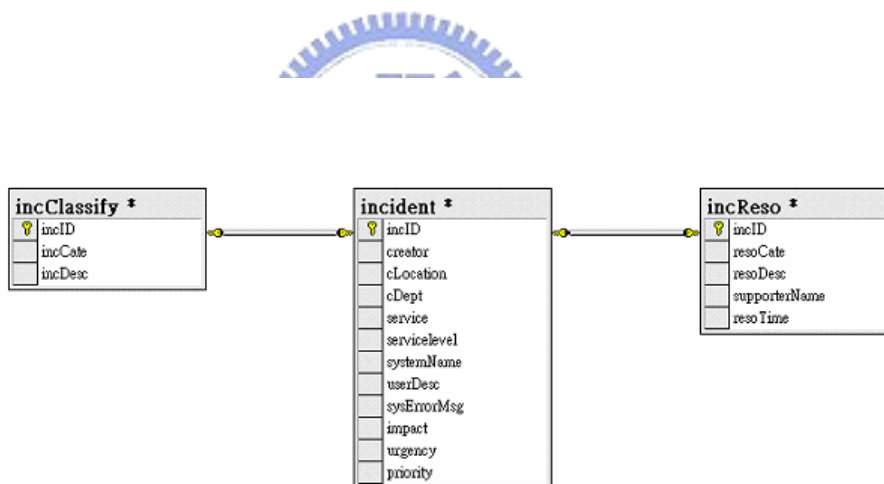 incClassify *
incID
incCate
incDesc
incident *
incID
creator
cLocation
cDept
service
servicelevel
systemName
userDesc
sysErrorMsg
impact
urgency
priority
incReso *
incID
resoCate
resoDesc
supporterName
resoTime